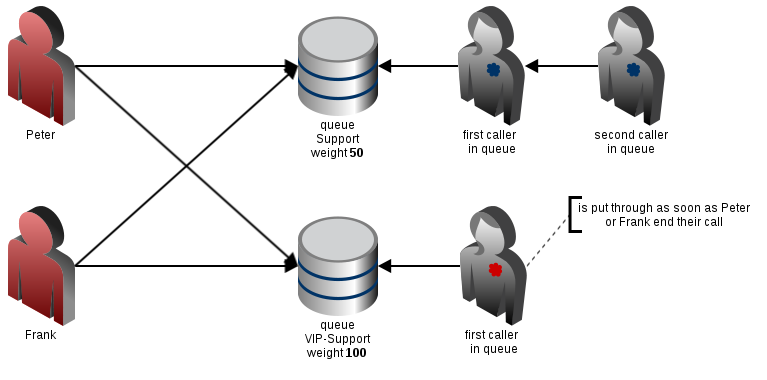 Peter
queue
Support
weight 50
first caller
in queue
second caller
in queue
is put through as soon as Peter
or Frank end their call
Frank
queue
VIP-Support
weight 100
first caller
in queue